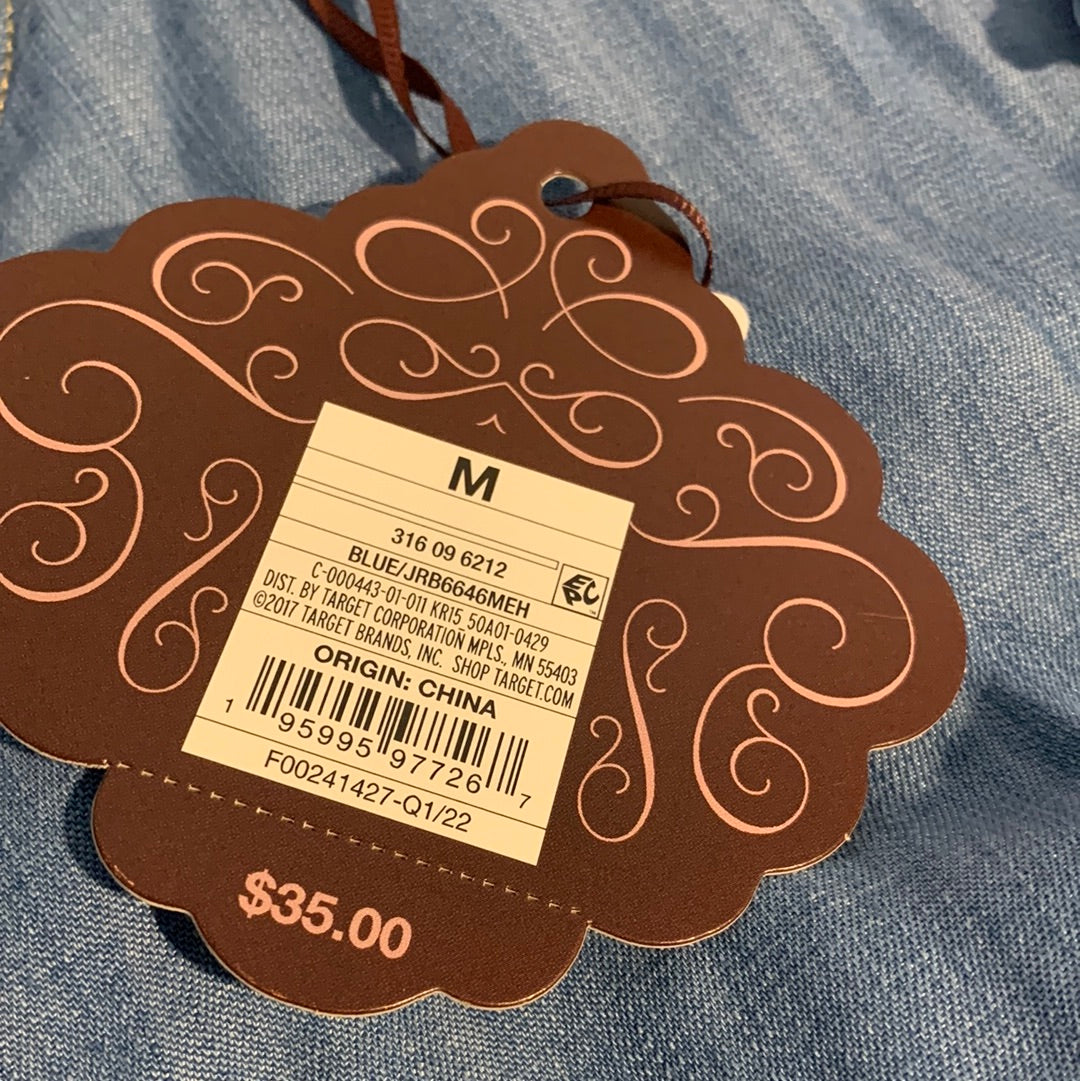 M
316 09 6212
BLUE/JRB6646MEH
C-000443-01-011 KR15 50A01-0429
DIST. BY TARGET CORPORATION MPLS., MN 55403
©2017 TARGET BRANDS, INC. SHOP TARGET.COM
EPC™
ORIGIN: CHINA
1 95995 97726 7
F00241427-Q1/22
$35.00